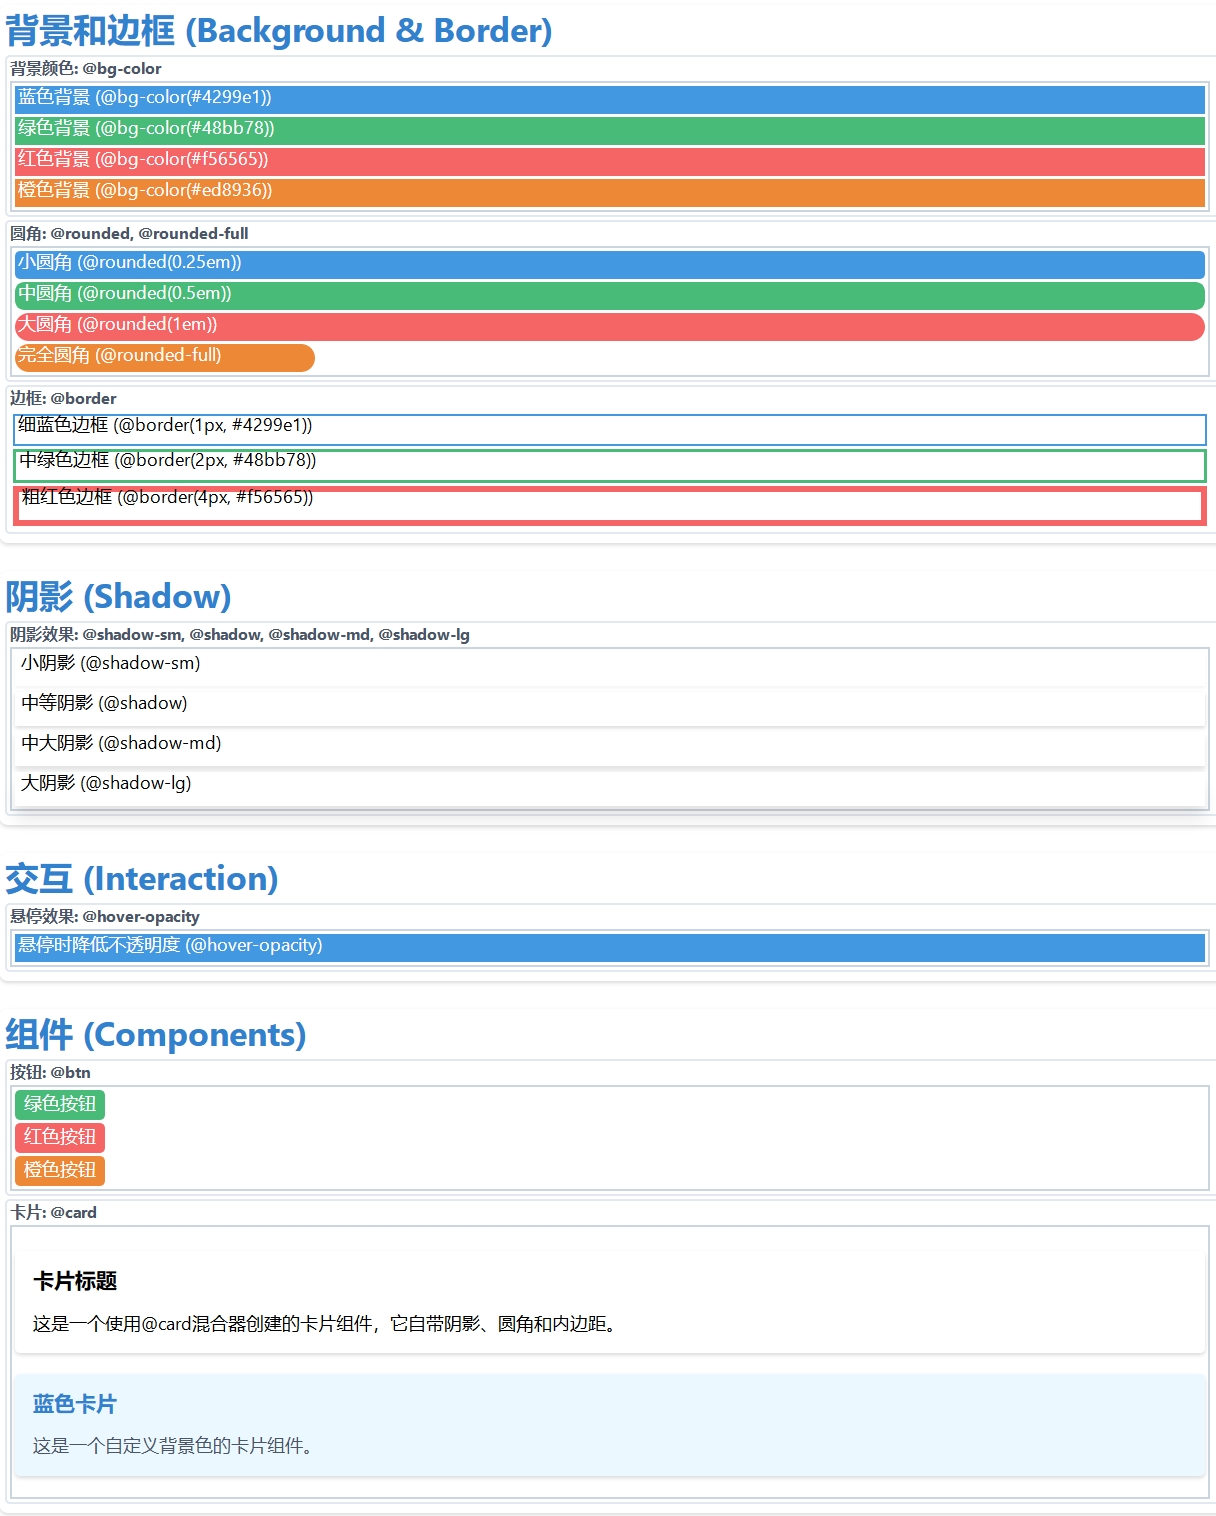 背景和边框 (Background & Border)
背景颜色: @bg-color
蓝色背景 (@bg-color(#4299e1))
绿色背景 (@bg-color(#48bb78))
红色背景 (@bg-color(#f56565))
橙色背景 (@bg-color(#ed8936))
圆角: @rounded, @rounded-full
小圆角 (@rounded(0.25em))
中圆角 (@rounded(0.5em))
大圆角 (@rounded(1em))
完全圆角 (@rounded-full)
边框: @border
细蓝色边框 (@border(1px, #4299e1))
中绿色边框 (@border(2px, #48bb78))
粗红色边框 (@border(4px, #f56565))
阴影 (Shadow)
阴影效果: @shadow-sm, @shadow, @shadow-md, @shadow-lg
小阴影 (@shadow-sm)
中等阴影 (@shadow)
中大阴影 (@shadow-md)
大阴影 (@shadow-lg)
交互 (Interaction)
悬停效果: @hover-opacity
悬停时降低不透明度 (@hover-opacity)
组件 (Components)
按钮: @btn
绿色按钮
红色按钮
橙色按钮
卡片: @card
卡片标题
这是一个使用@card混合器创建的卡片组件，它自带阴影、圆角和内边距。
蓝色卡片
这是一个自定义背景色的卡片组件。